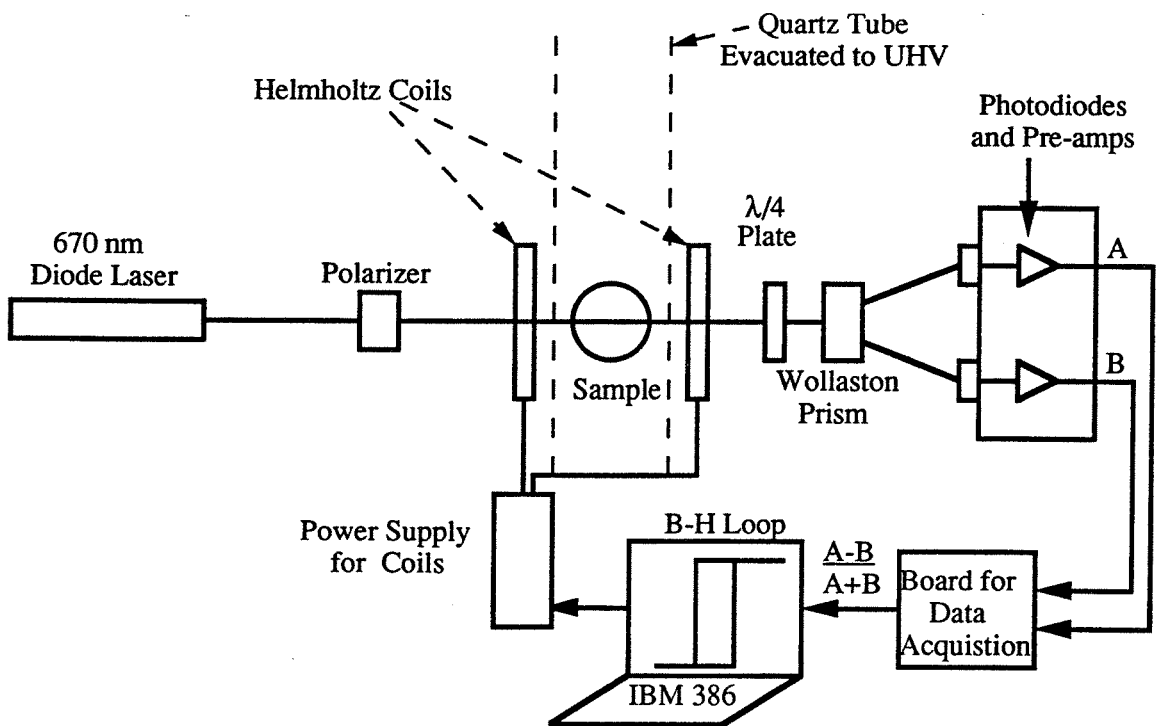 Quartz Tube
Evacuated to UHV
Helmholtz Coils
Photodiodes
and Pre-amps
λ/4
Plate
670 nm
Diode Laser
Polarizer
A
B
Sample
Wollaston
Prism
Power Supply
for Coils
B-H Loop
A-B
A+B
Board for
Data
Acquistion
IBM 386